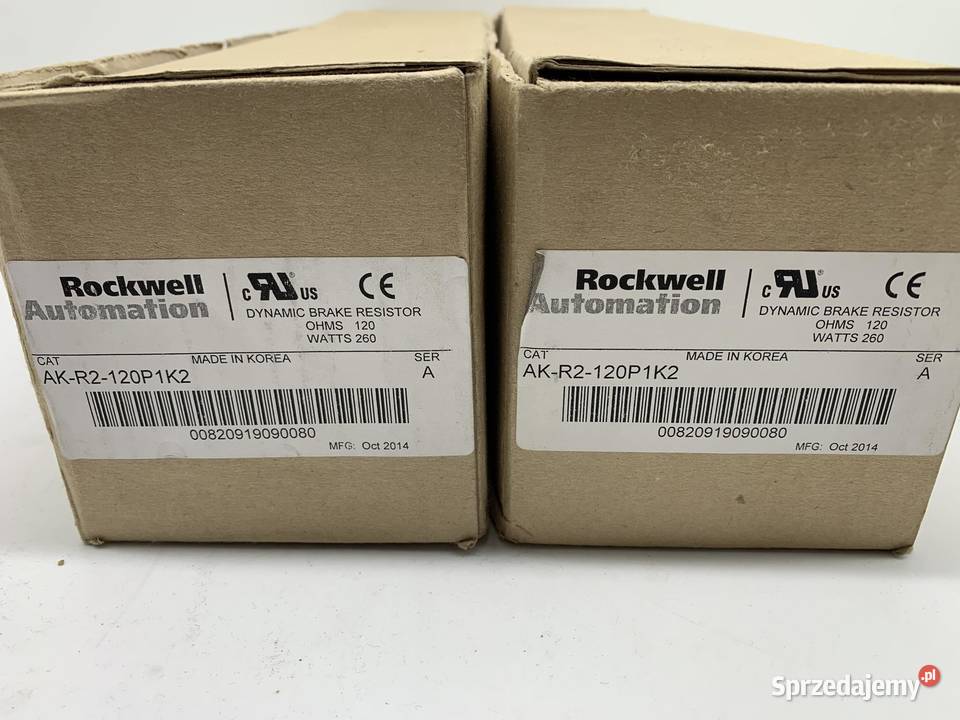 Rockwell
Automation
c RU US CE
DYNAMIC BRAKE RESISTOR
OHMS 120
WATTS 260
CAT MADE IN KOREA SER
AK-R2-120P1K2 A
00820919090080
MFG: Oct 2014
Rockwell
Automation
c RU US CE
DYNAMIC BRAKE RESISTOR
OHMS 120
WATTS 260
CAT MADE IN KOREA SER
AK-R2-120P1K2 A
00820919090080
MFG: Oct 2014
Sprzedajemy.pl